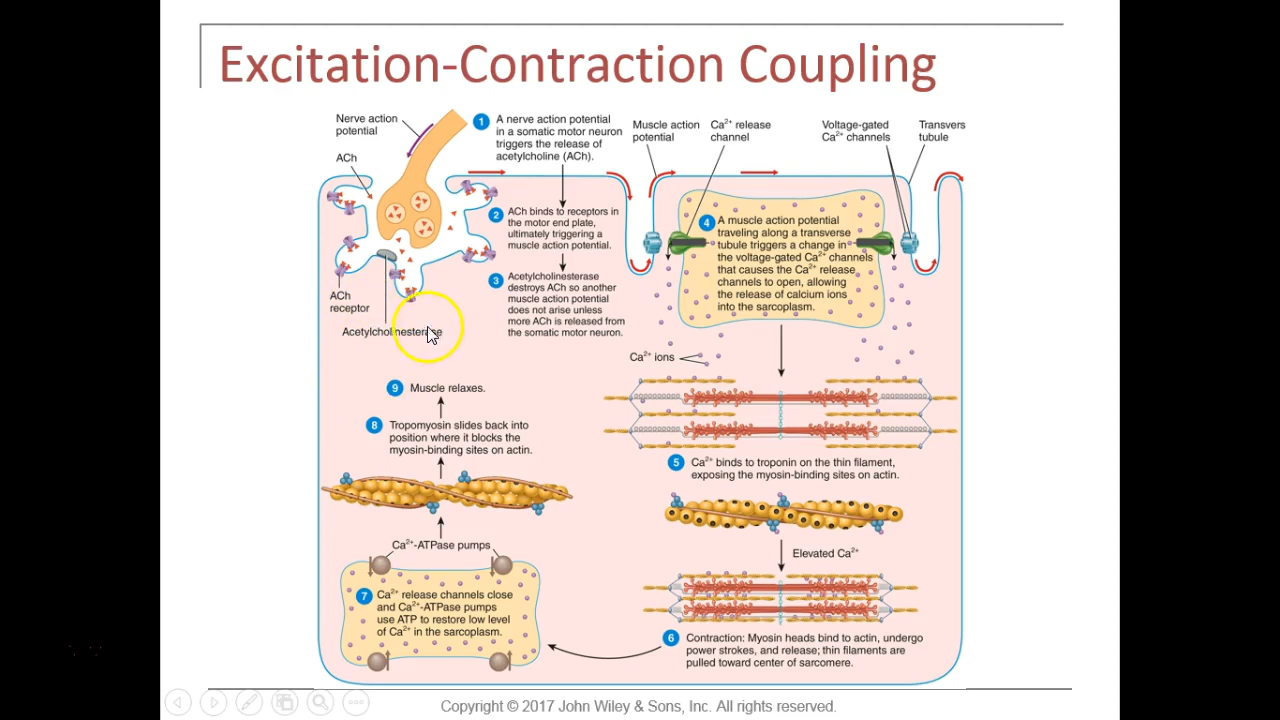 Excitation-Contraction Coupling
Nerve action
potential
ACh
ACh
receptor
Acetylcholinesterase
1 A nerve action potential
in a somatic motor neuron
triggers the release of
acetylcholine (ACh).
2 ACh binds to receptors in
the motor end plate,
ultimately triggering a
muscle action potential.
3 Acetylcholinesterase
destroys ACh so another
muscle action potential
does not arise unless
more ACh is released from
the somatic motor neuron.
Muscle action
potential
Ca²⁺ release
channel
Voltage-gated
Ca²⁺ channels
Transvers
tubule
4 A muscle action potential
traveling along a transverse
tubule triggers a change in
the voltage-gated Ca²⁺ channels
that causes the Ca²⁺ release
channels to open, allowing
the release of calcium ions
into the sarcoplasm.
Ca²⁺ ions
5 Ca²⁺ binds to troponin on the thin filament,
exposing the myosin-binding sites on actin.
Elevated Ca²⁺
6 Contraction: Myosin heads bind to actin, undergo
power strokes, and release; thin filaments are
pulled toward center of sarcomere.
9 Muscle relaxes.
8 Tropomyosin slides back into
position where it blocks the
myosin-binding sites on actin.
Ca²⁺-ATPase pumps
7 Ca²⁺ release channels close
and Ca²⁺-ATPase pumps
use ATP to restore low level
of Ca²⁺ in the sarcoplasm.
Copyright © 2017 John Wiley & Sons, Inc. All rights reserved.